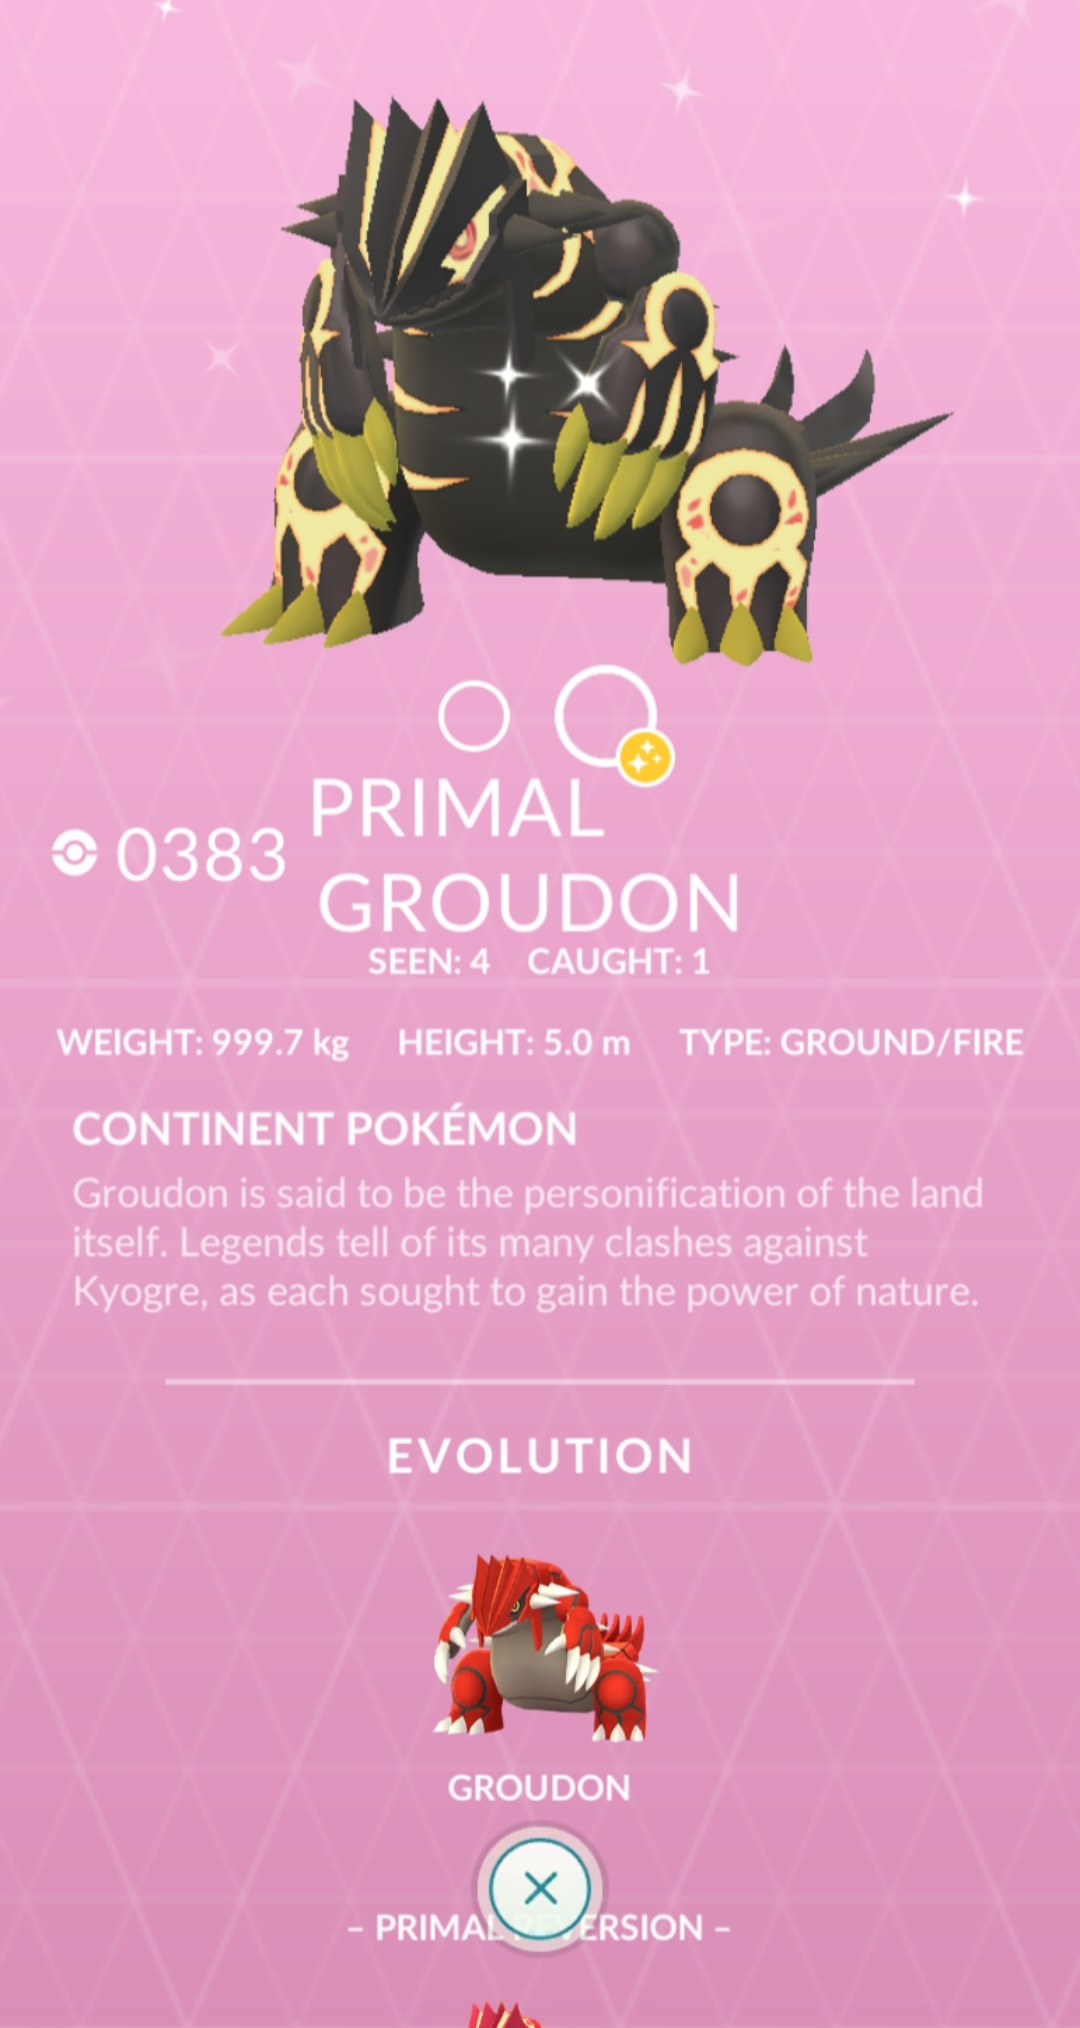 0383 PRIMAL
GROUDON
SEEN: 4 CAUGHT: 1
WEIGHT: 999.7 kg HEIGHT: 5.0 m TYPE: GROUND/FIRE
CONTINENT POKÉMON
Groudon is said to be the personification of the land
itself. Legends tell of its many clashes against
Kyogre, as each sought to gain the power of nature.
EVOLUTION
GROUDON
– PRIMAL REVERSION –